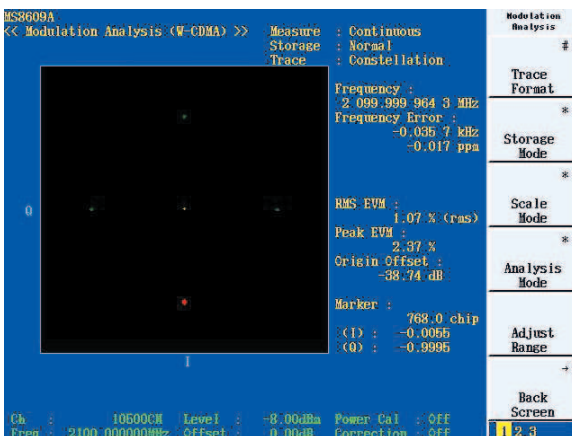 MS8609A
<< Modulation Analysis (W-CDMA) >>
Measure : Continuous
Storage : Normal
Trace : Constellation
Frequency :
2 099.999 964 3 MHz
Frequency Error :
-0.035 7 kHz
-0.017 ppm
RMS EVM :
1.07 % (rms)
Peak EVM :
2.37 %
Origin Offset :
-38.74 dB
Marker :
768.0 chip
(I) : -0.0055
(Q) : -0.9995
Q
I
Ch : 10500CH Level : -8.00dBm Power Cal : Off
Freq : 2100.000000MHz Offset : 0.00dB Correction : Off
Modulation
Analysis
#
Trace
Format
*
Storage
Mode
*
Scale
Mode
*
Analysis
Mode
Adjust
Range
→
Back
Screen
1 2 3